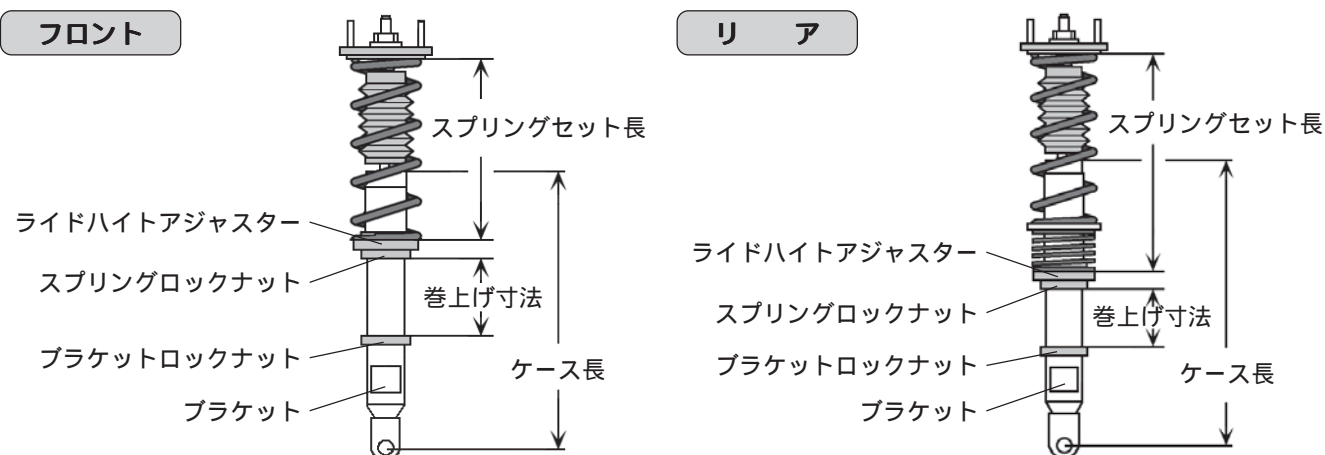 フロント
スプリングセット長
ライドハイトアジャスター
スプリングロックナット
巻上げ寸法
ブラケットロックナット
ケース長
ブラケット
リア
スプリングセット長
ライドハイトアジャスター
スプリングロックナット
巻上げ寸法
ブラケットロックナット
ケース長
ブラケット